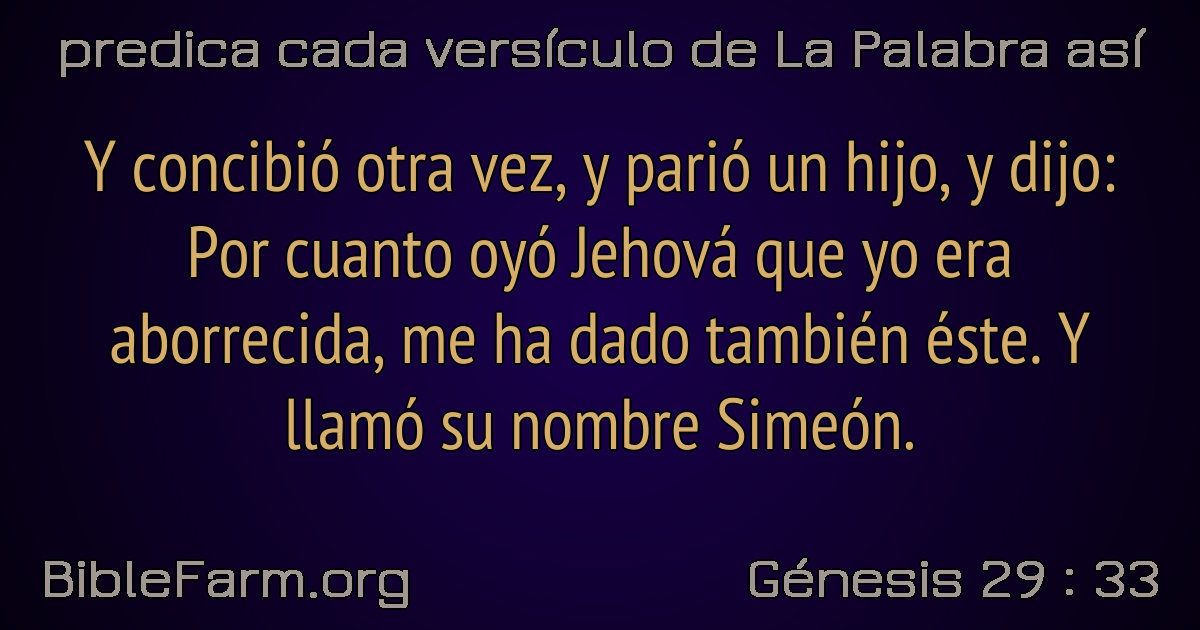 predica cada versículo de La Palabra así
Y concibió otra vez, y parió un hijo, y dijo:
Por cuanto oyó Jehová que yo era
aborrecida, me ha dado también éste. Y
llamó su nombre Simeón.
BibleFarm.org
Génesis 29 : 33